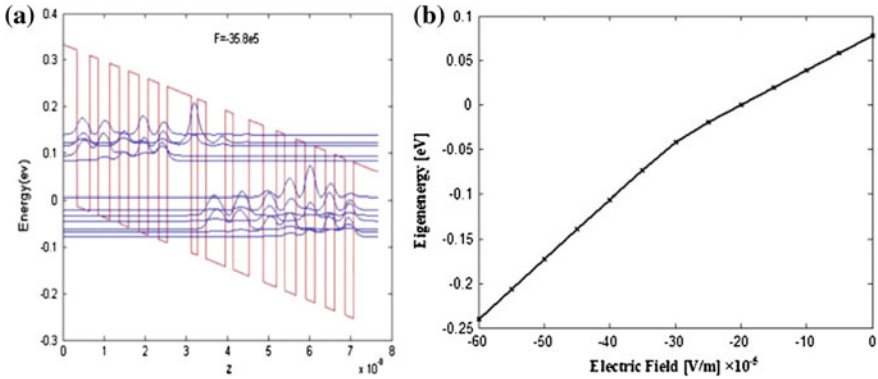 (a)
F=-35.8e5
0.4
0.3
0.2
0.1
0
-0.1
-0.2
-0.3
Energy(ev)
0 1 2 3 4 5 6 7 8
z
x 10⁻⁸
(b)
0.1
0.05
0
-0.05
-0.1
-0.15
-0.2
-0.25
Eigenenergy [eV]
-60 -50 -40 -30 -20 -10 0
Electric Field [V/m] ×10⁻⁵